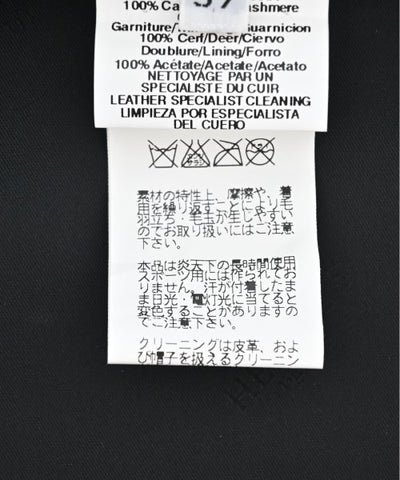 100% Ca ashmere
Garniture/ Guarnicion
100% Cerf/Deer/Ciervo
Doublure/Lining/Forro
100% Acétate/Acetate/Acetato
NETTOYAGE PAR UN
SPECIALISTE DU CUIR
LEATHER SPECIALIST CLEANING
LIMPIEZA POR ESPECIALISTA
DEL CUERO
素材の特性上、摩擦や、着
用を繰り返すことにより毛
羽立ち・毛玉が生じやすい
のでお取り扱いにはご注意
下さい。
本品は炎天下の長時間使用
スポーツ用には作られてお
りません。汗が付着したま
ま日光・電灯光に当てると
変色することがありますの
でご注意下さい。
クリーニングは皮革、およ
び帽子を扱えるクリーニン